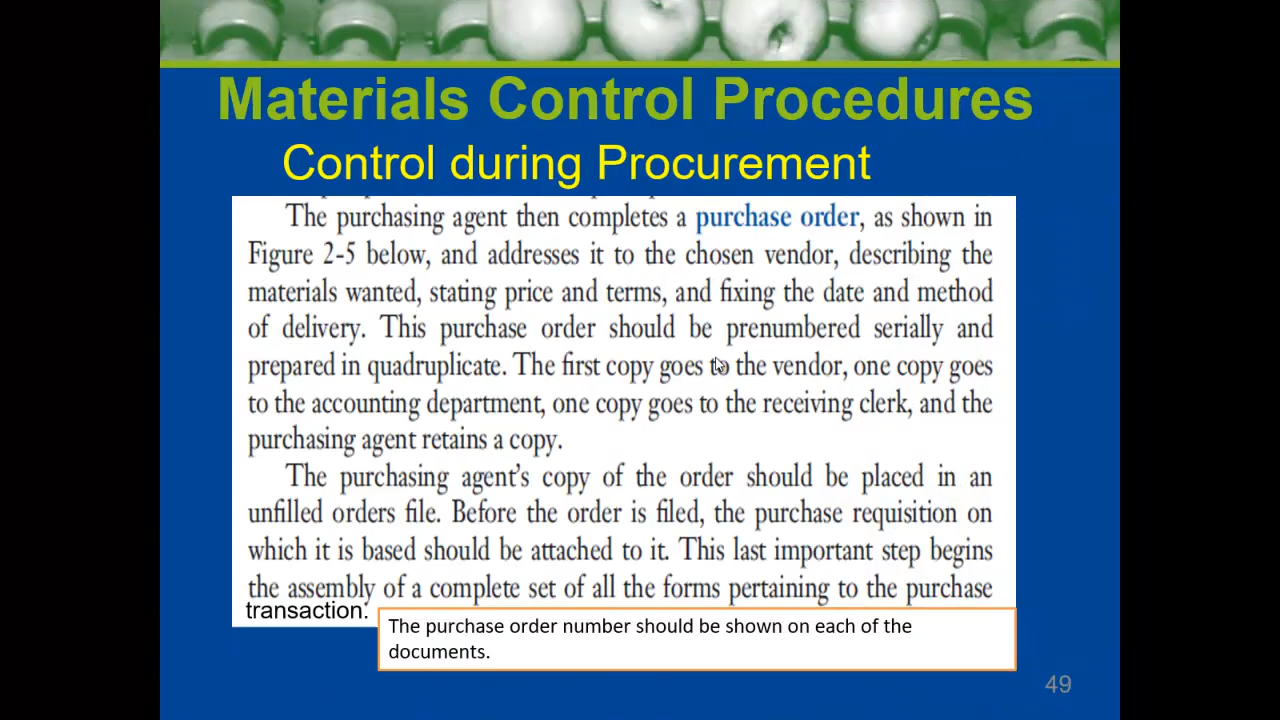 Materials Control Procedures
Control during Procurement
The purchasing agent then completes a purchase order, as shown in
Figure 2-5 below, and addresses it to the chosen vendor, describing the
materials wanted, stating price and terms, and fixing the date and method
of delivery. This purchase order should be prenumbered serially and
prepared in quadruplicate. The first copy goes to the vendor, one copy goes
to the accounting department, one copy goes to the receiving clerk, and the
purchasing agent retains a copy.
The purchasing agent’s copy of the order should be placed in an
unfilled orders file. Before the order is filed, the purchase requisition on
which it is based should be attached to it. This last important step begins
the assembly of a complete set of all the forms pertaining to the purchase
transaction.
The purchase order number should be shown on each of the
documents.
49